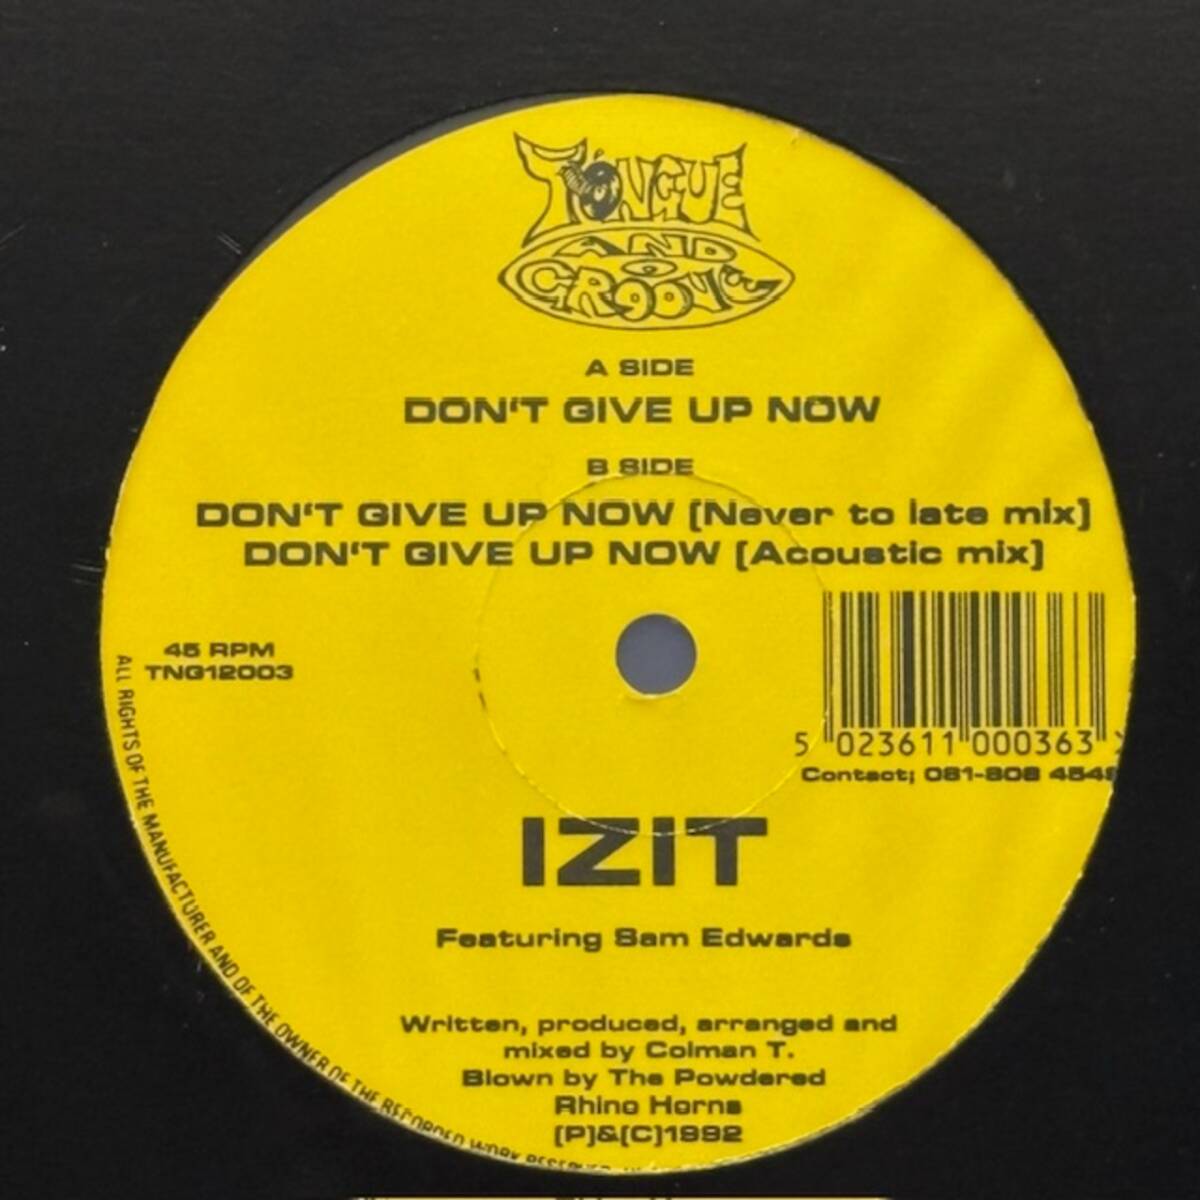 TONGUE
AND
GROOVE
A SIDE
DON'T GIVE UP NOW
B SIDE
DON'T GIVE UP NOW [Never to late mix]
DON'T GIVE UP NOW [Acoustic mix]
45 RPM
TNG12003
5 023611 000363 >
Contact; 081-808 454
IZIT
Featuring Sam Edwards
Written, produced, arranged and
mixed by Colman T.
Blown by The Powdered
Rhino Horns
(P)&(C)1992
ALL RIGHTS OF THE MANUFACTURER AND OF THE OWNER OF THE RECORDED WORK RESERVED